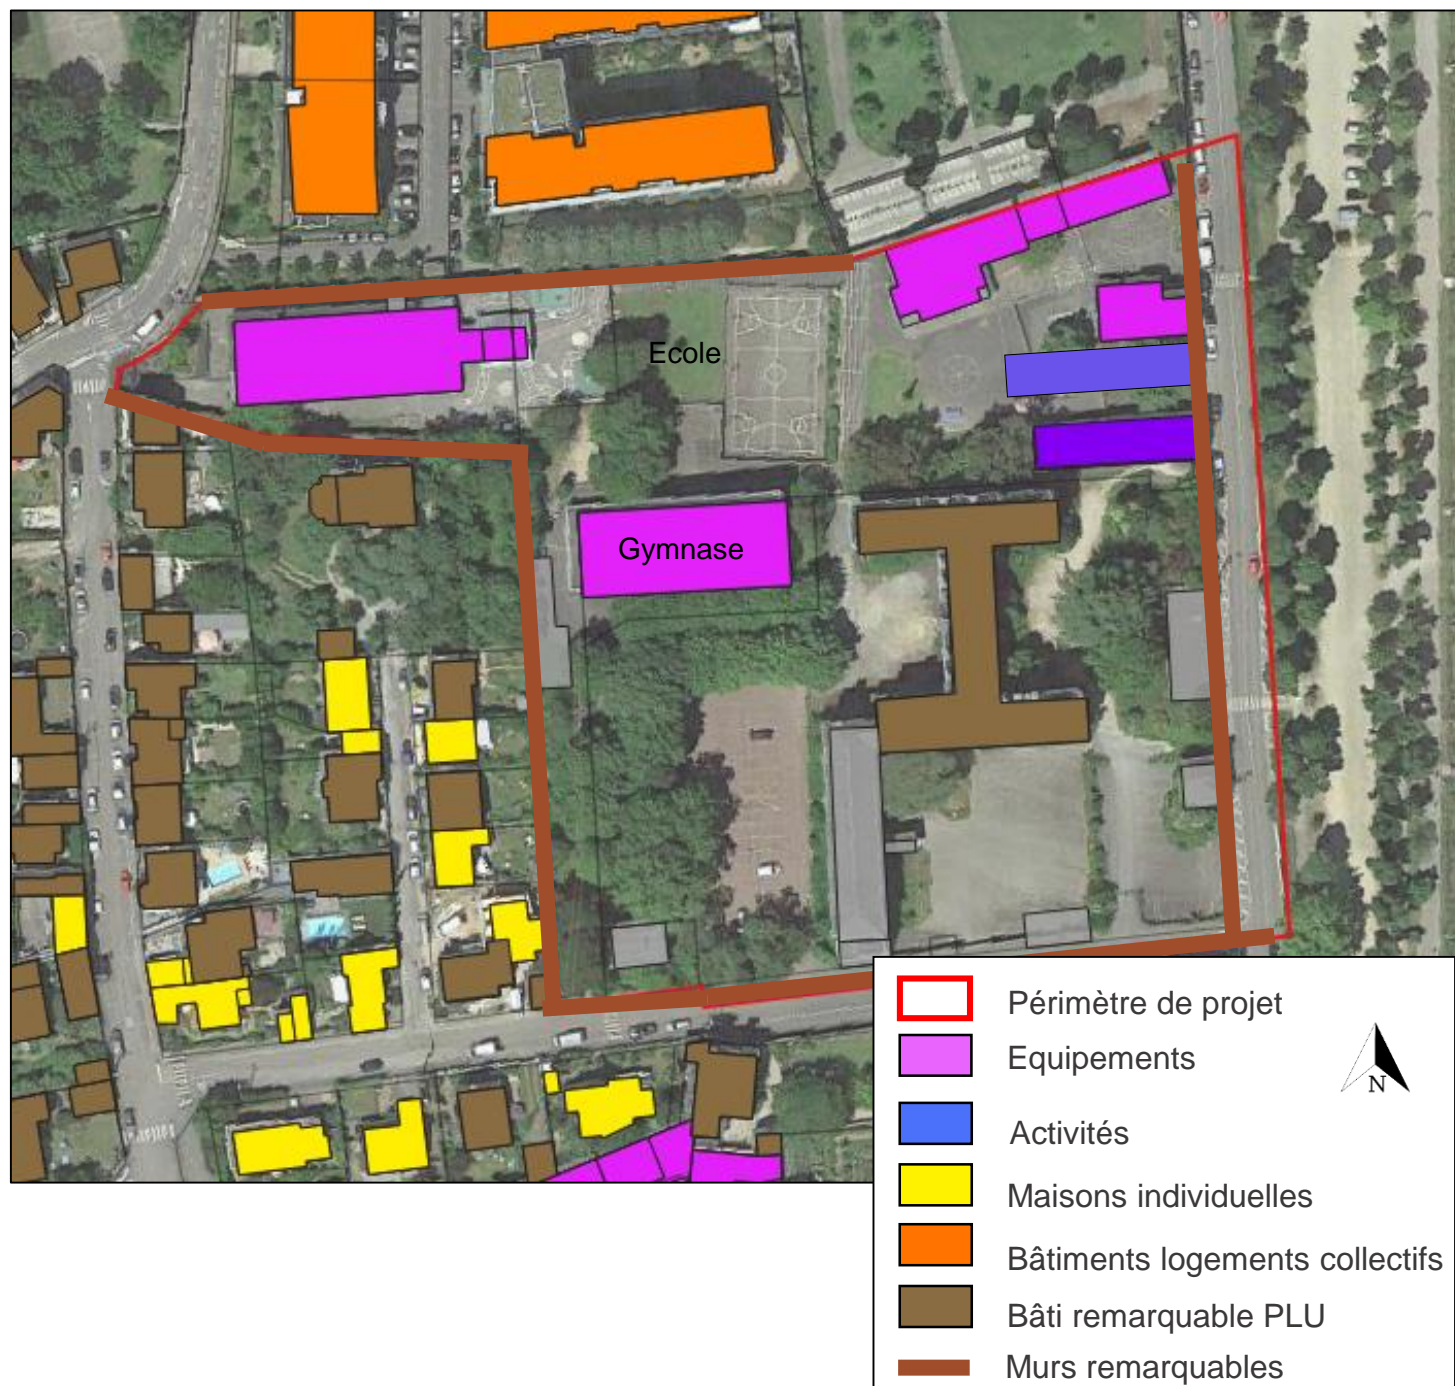 Ecole
Gymnase
Périmètre de projet
Equipements
Activités
Maisons individuelles
Bâtiments logements collectifs
Bâti remarquable PLU
Murs remarquables
N